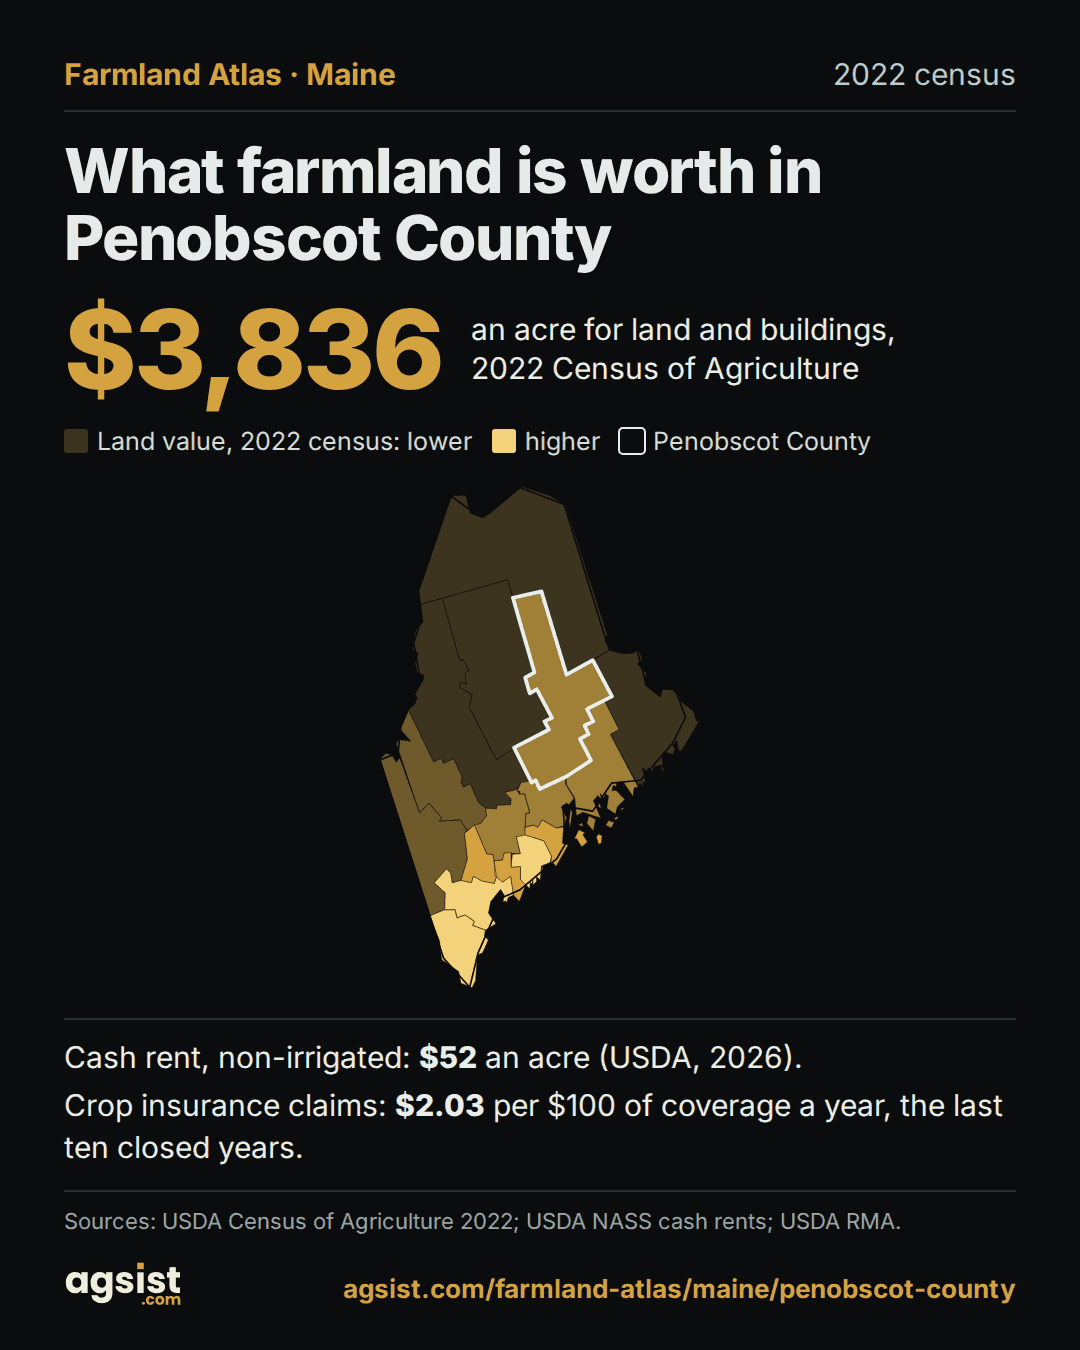 Farmland Atlas · Maine
2022 census
What farmland is worth in
Penobscot County
$3,836
an acre for land and buildings,
2022 Census of Agriculture
Land value, 2022 census: lower
higher
Penobscot County
Cash rent, non-irrigated: $52 an acre (USDA, 2026).
Crop insurance claims: $2.03 per $100 of coverage a year, the last
ten closed years.
Sources: USDA Census of Agriculture 2022; USDA NASS cash rents; USDA RMA.
agsist
.com
agsist.com/farmland-atlas/maine/penobscot-county